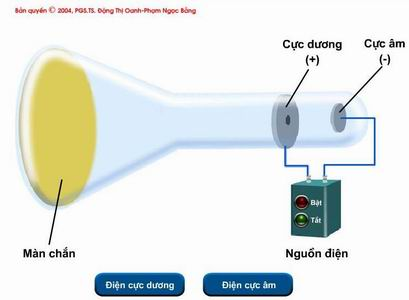 Bản quyền © 2004, PGS.TS. Đặng Thị Oanh-Phạm Ngọc Bằng
Cực dương
(+)
Cực âm
(-)
Bật
Tắt
Màn chắn
Nguồn điện
Điện cực dương
Điện cực âm